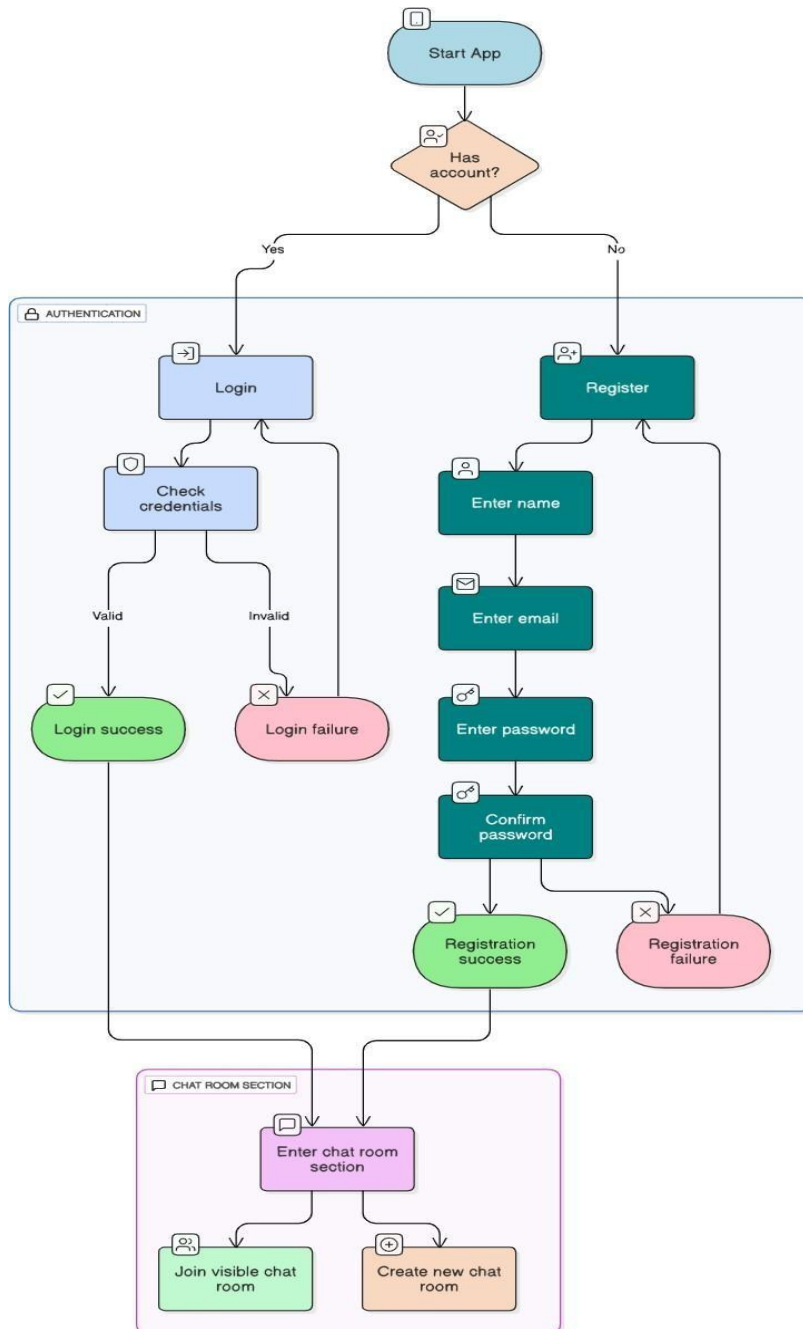 Start App
Has
account?
Yes
No
AUTHENTICATION
Login
Register
Check
credentials
Enter name
Valid
Invalid
Enter email
Login success
Login failure
Enter password
Confirm
password
Registration
success
Registration
failure
CHAT ROOM SECTION
Enter chat room
section
Join visible chat
room
Create new chat
room